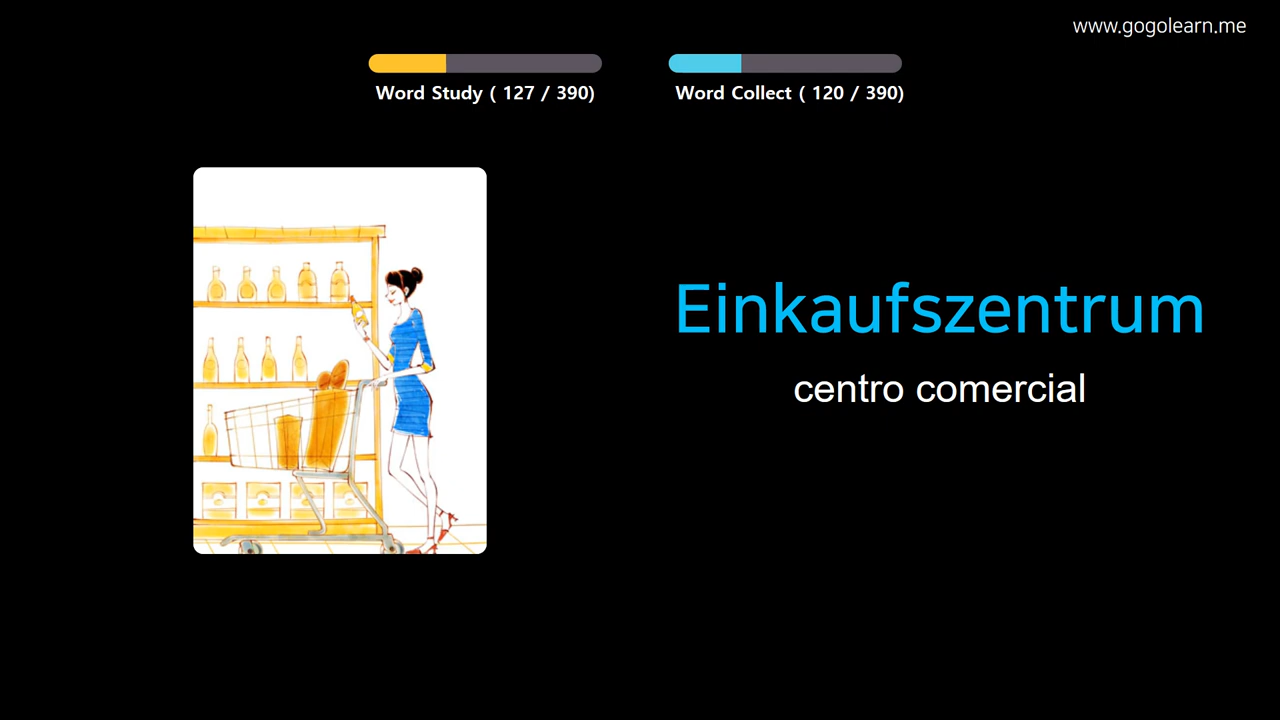 www.gogolearn.me
Word Study ( 127 / 390)
Word Collect ( 120 / 390)
Einkaufszentrum
centro comercial